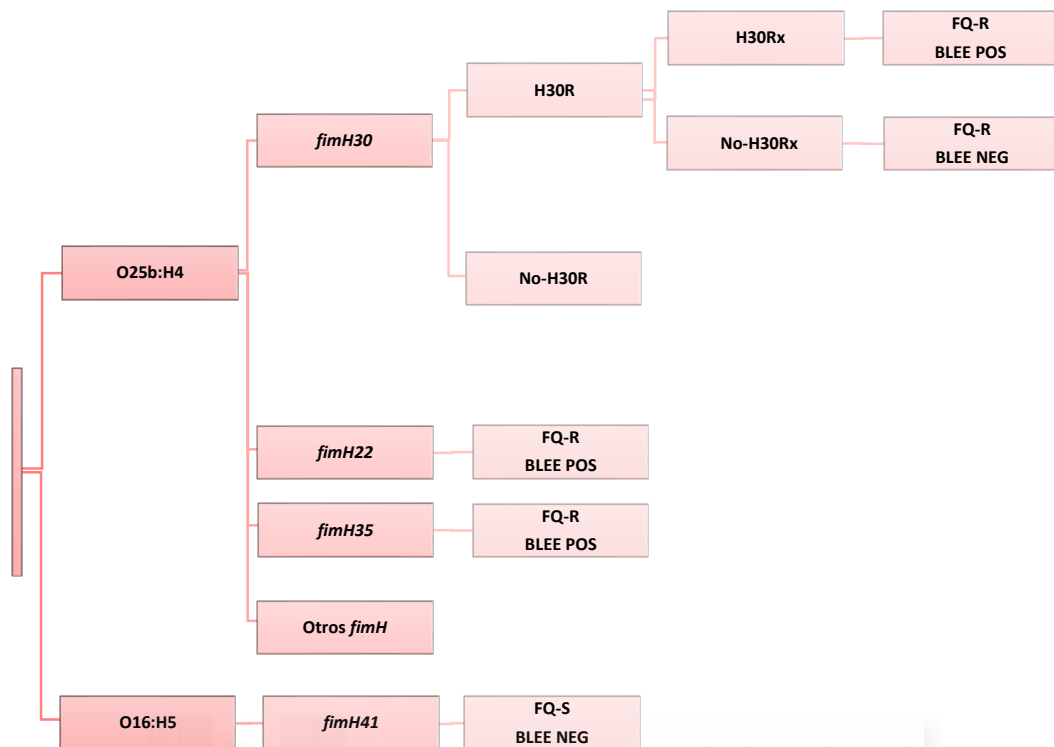 H30Rx
FQ-R
BLEE POS
H30R
fimH30
No-H30Rx
FQ-R
BLEE NEG
O25b:H4
No-H30R
fimH22
FQ-R
BLEE POS
fimH35
FQ-R
BLEE POS
Otros fimH
O16:H5
fimH41
FQ-S
BLEE NEG